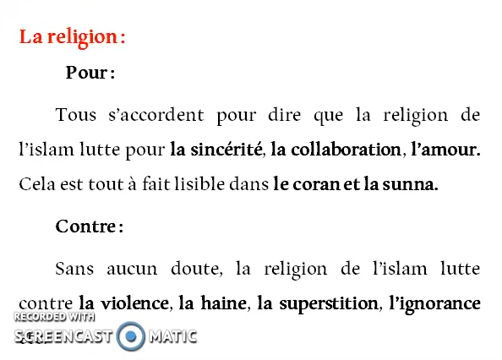 La religion :
Pour :
Tous s'accordent pour dire que la religion de
l'islam lutte pour la sincérité, la collaboration, l'amour.
Cela est tout à fait lisible dans le coran et la sunna.
Contre :
Sans aucun doute, la religion de l'islam lutte
contre la violence, la haine, la superstition, l'ignorance
RECORDED WITH
SCREENCAST MATIC